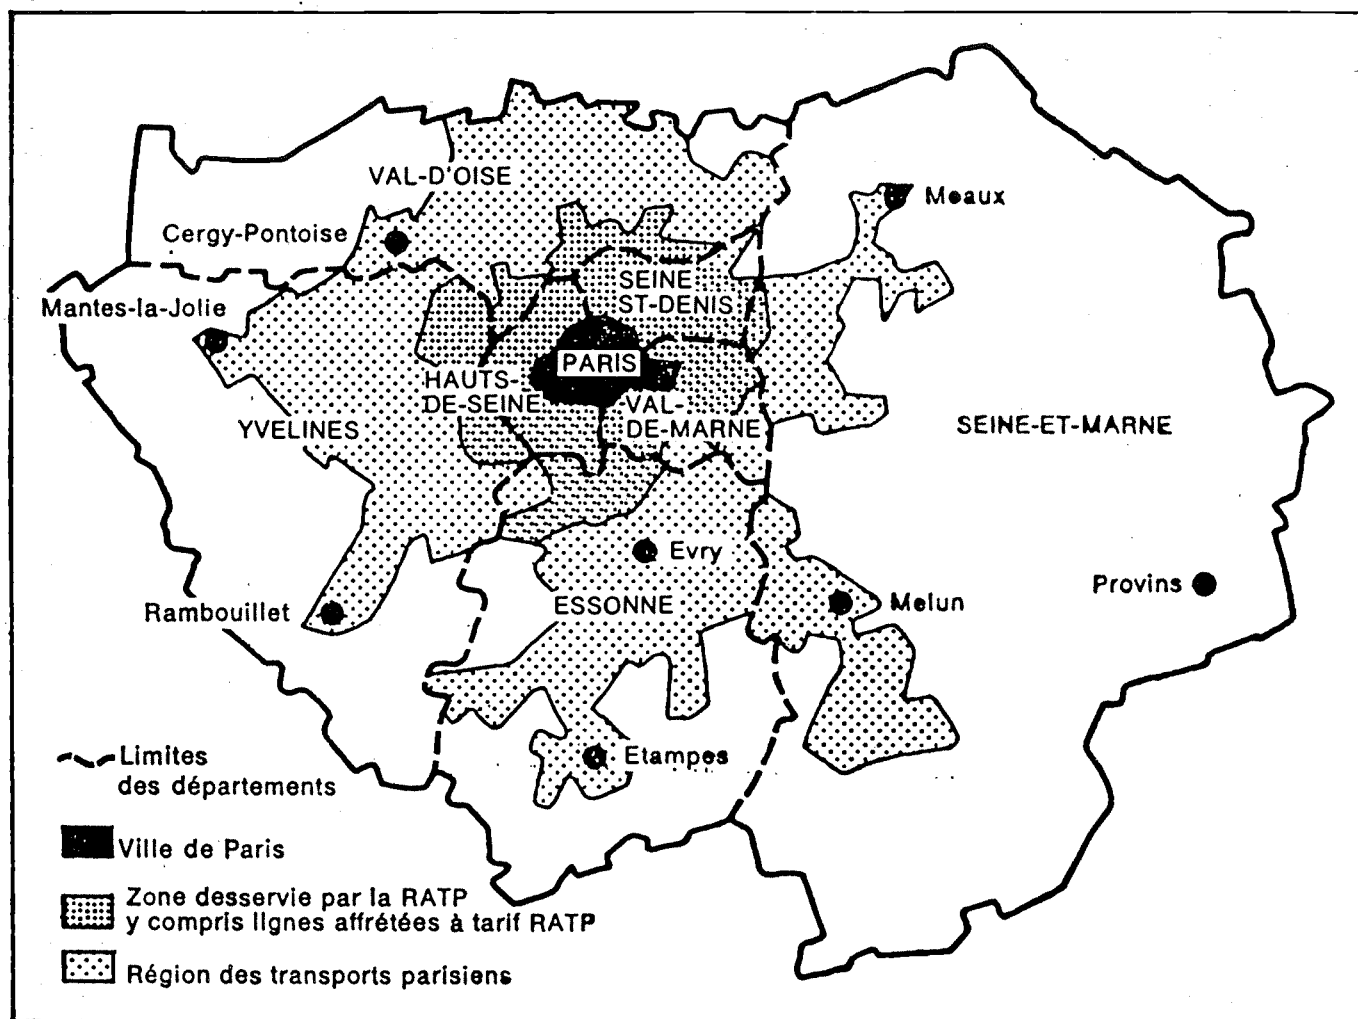 VAL-D'OISE
Cergy-Pontoise
Meaux
Mantes-la-Jolie
SEINE
ST-DENIS
PARIS
HAUTS-
DE-SEINE
VAL-
DE-MARNE
YVELINES
SEINE-ET-MARNE
Evry
Rambouillet
ESSONNE
Melun
Provins
Etampes
Limites
des départements
Ville de Paris
Zone desservie par la RATP
y compris lignes affrétées à tarif RATP
Région des transports parisiens